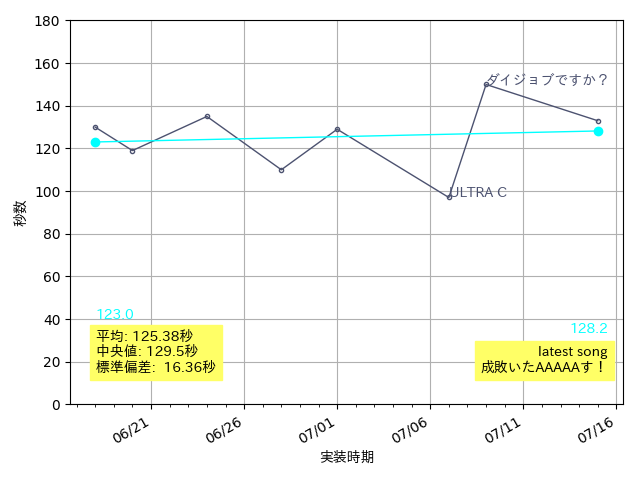 180
160
140
120
100
80
60
40
20
0
秒数
ダイジョブですか？
ULTRA C
123.0
128.2
平均: 125.38秒
中央値: 129.5秒
標準偏差: 16.36秒
latest song
成敗いたAAAAAす！
06/21
06/26
07/01
07/06
07/11
07/16
実装時期